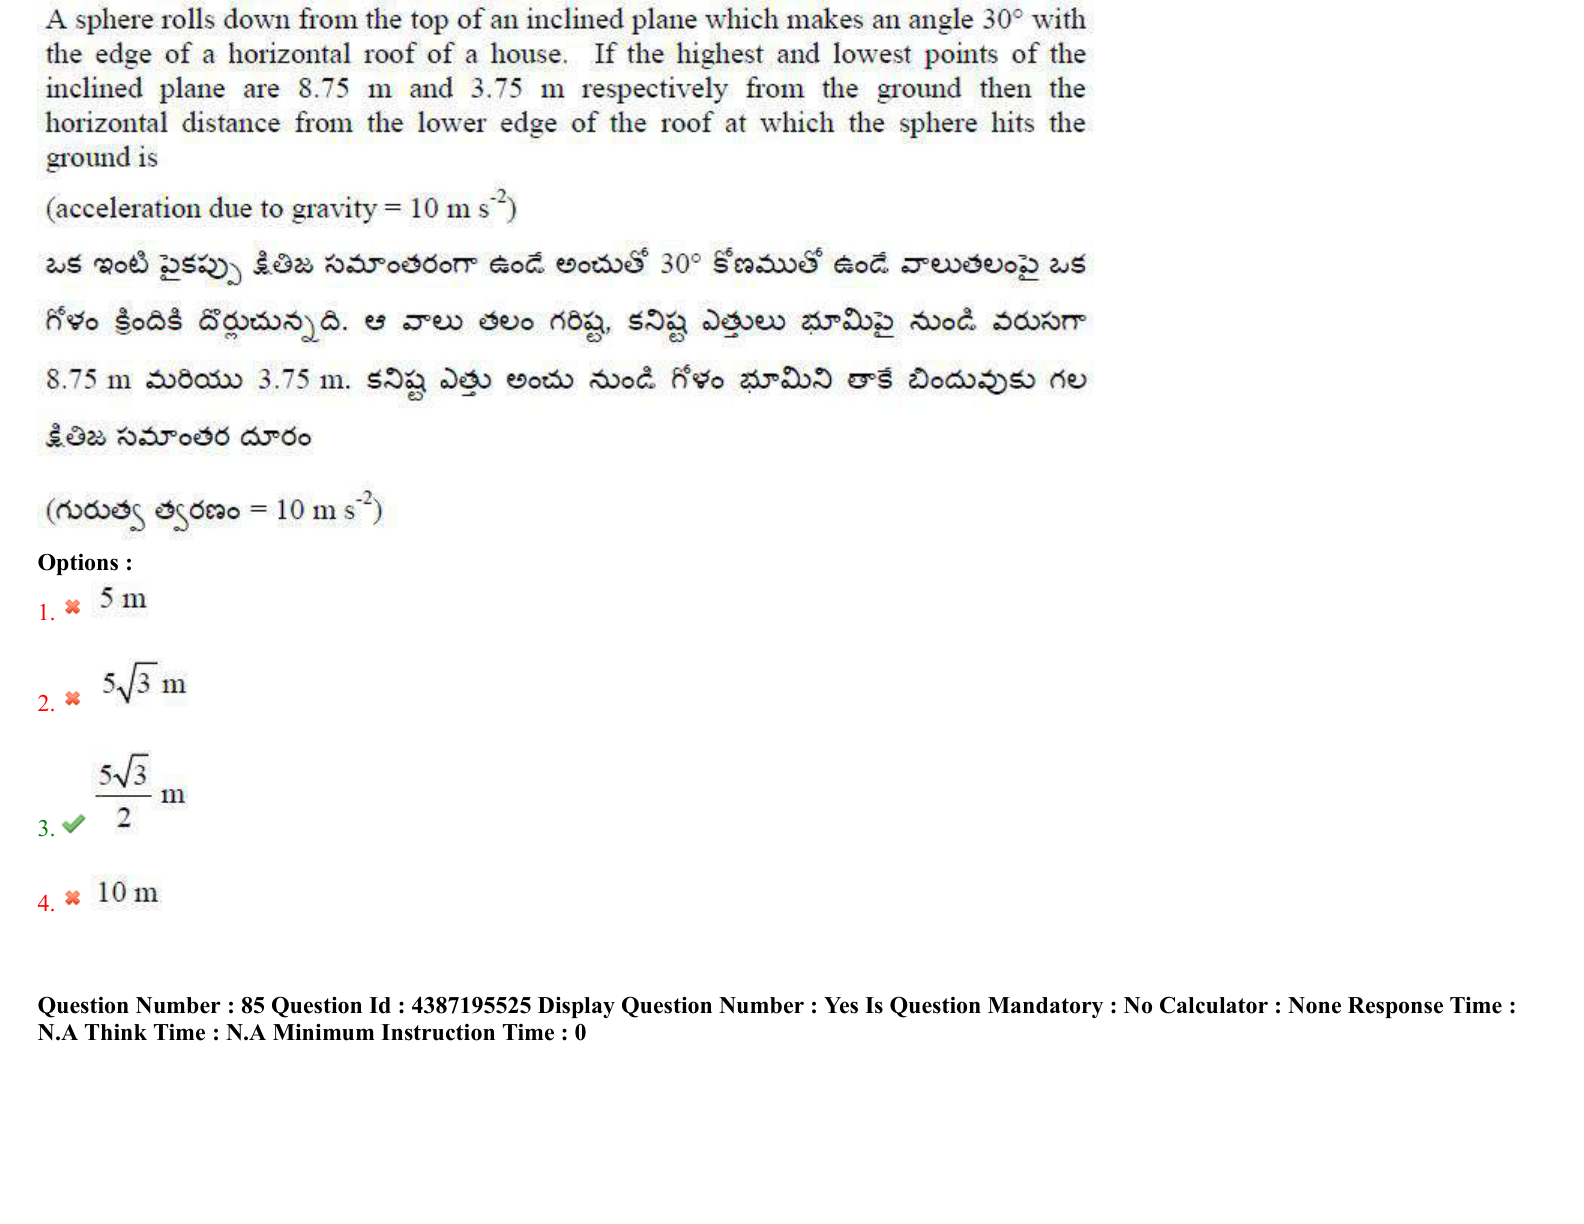 A sphere rolls down from the top of an inclined plane which makes an angle 30° with
the edge of a horizontal roof of a house. If the highest and lowest points of the
inclined plane are 8.75 m and 3.75 m respectively from the ground then the
horizontal distance from the lower edge of the roof at which the sphere hits the
ground is
(acceleration due to gravity = 10 m s⁻²)
ఒక ఇంటి పైకప్పు క్షితిజ సమాంతరంగా ఉండే అంచుతో 30° కోణముతో ఉండే వాలుతలంపై ఒక
గోళం క్రిందికి దొర్లుచున్నది. ఆ వాలు తలం గరిష్ట, కనిష్ట ఎత్తులు భూమిపై నుండి వరుసగా
8.75 m మరియు 3.75 m. కనిష్ట ఎత్తు అంచు నుండి గోళం భూమిని తాకే బిందువుకు గల
క్షితిజ సమాంతర దూరం
(గురుత్వ త్వరణం = 10 m s⁻²)
Options :
1. 5 m
2. 5√3 m
3. 5√3/2 m
4. 10 m
Question Number : 85 Question Id : 4387195525 Display Question Number : Yes Is Question Mandatory : No Calculator : None Response Time :
N.A Think Time : N.A Minimum Instruction Time : 0